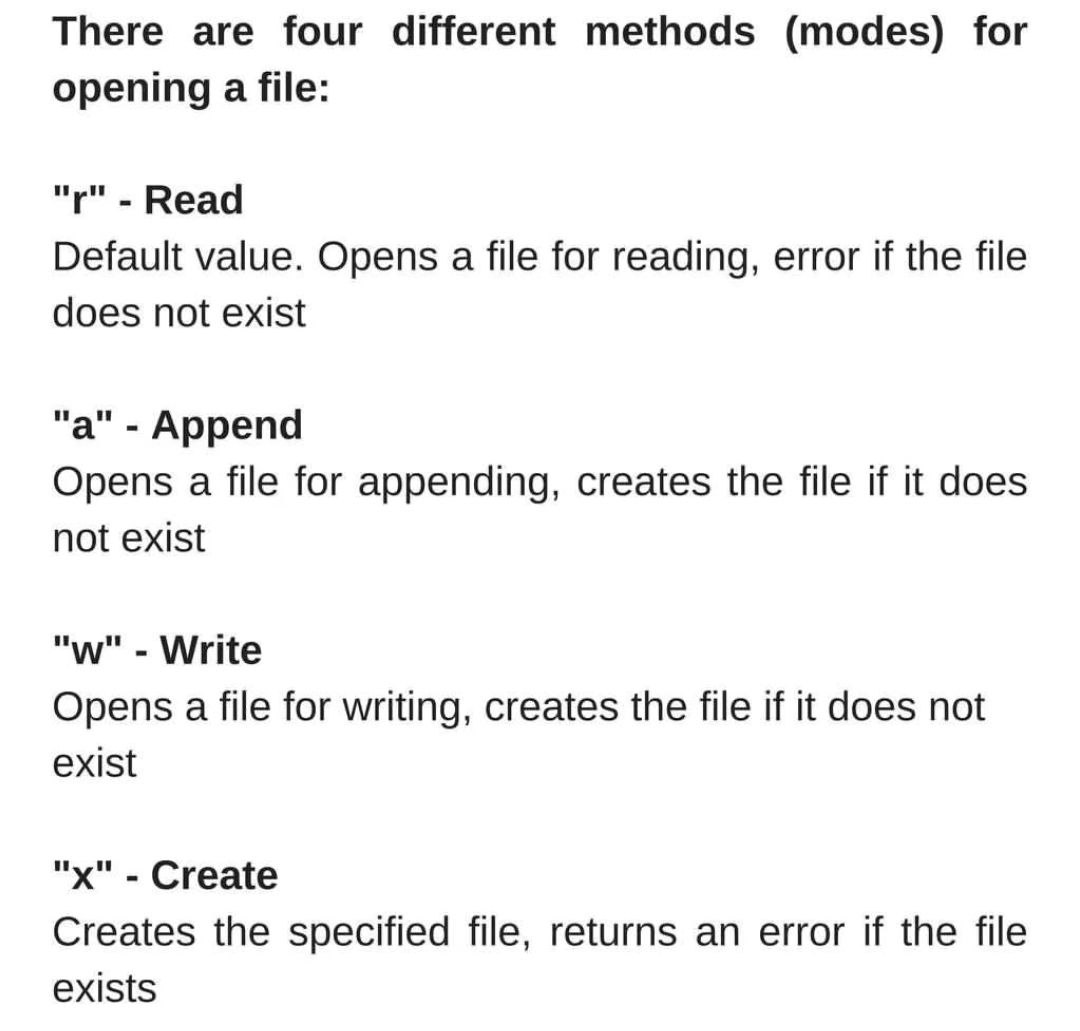 There are four different methods (modes) for
opening a file:
"r" - Read
Default value. Opens a file for reading, error if the file
does not exist
"a" - Append
Opens a file for appending, creates the file if it does
not exist
"w" - Write
Opens a file for writing, creates the file if it does not
exist
"x" - Create
Creates the specified file, returns an error if the file
exists